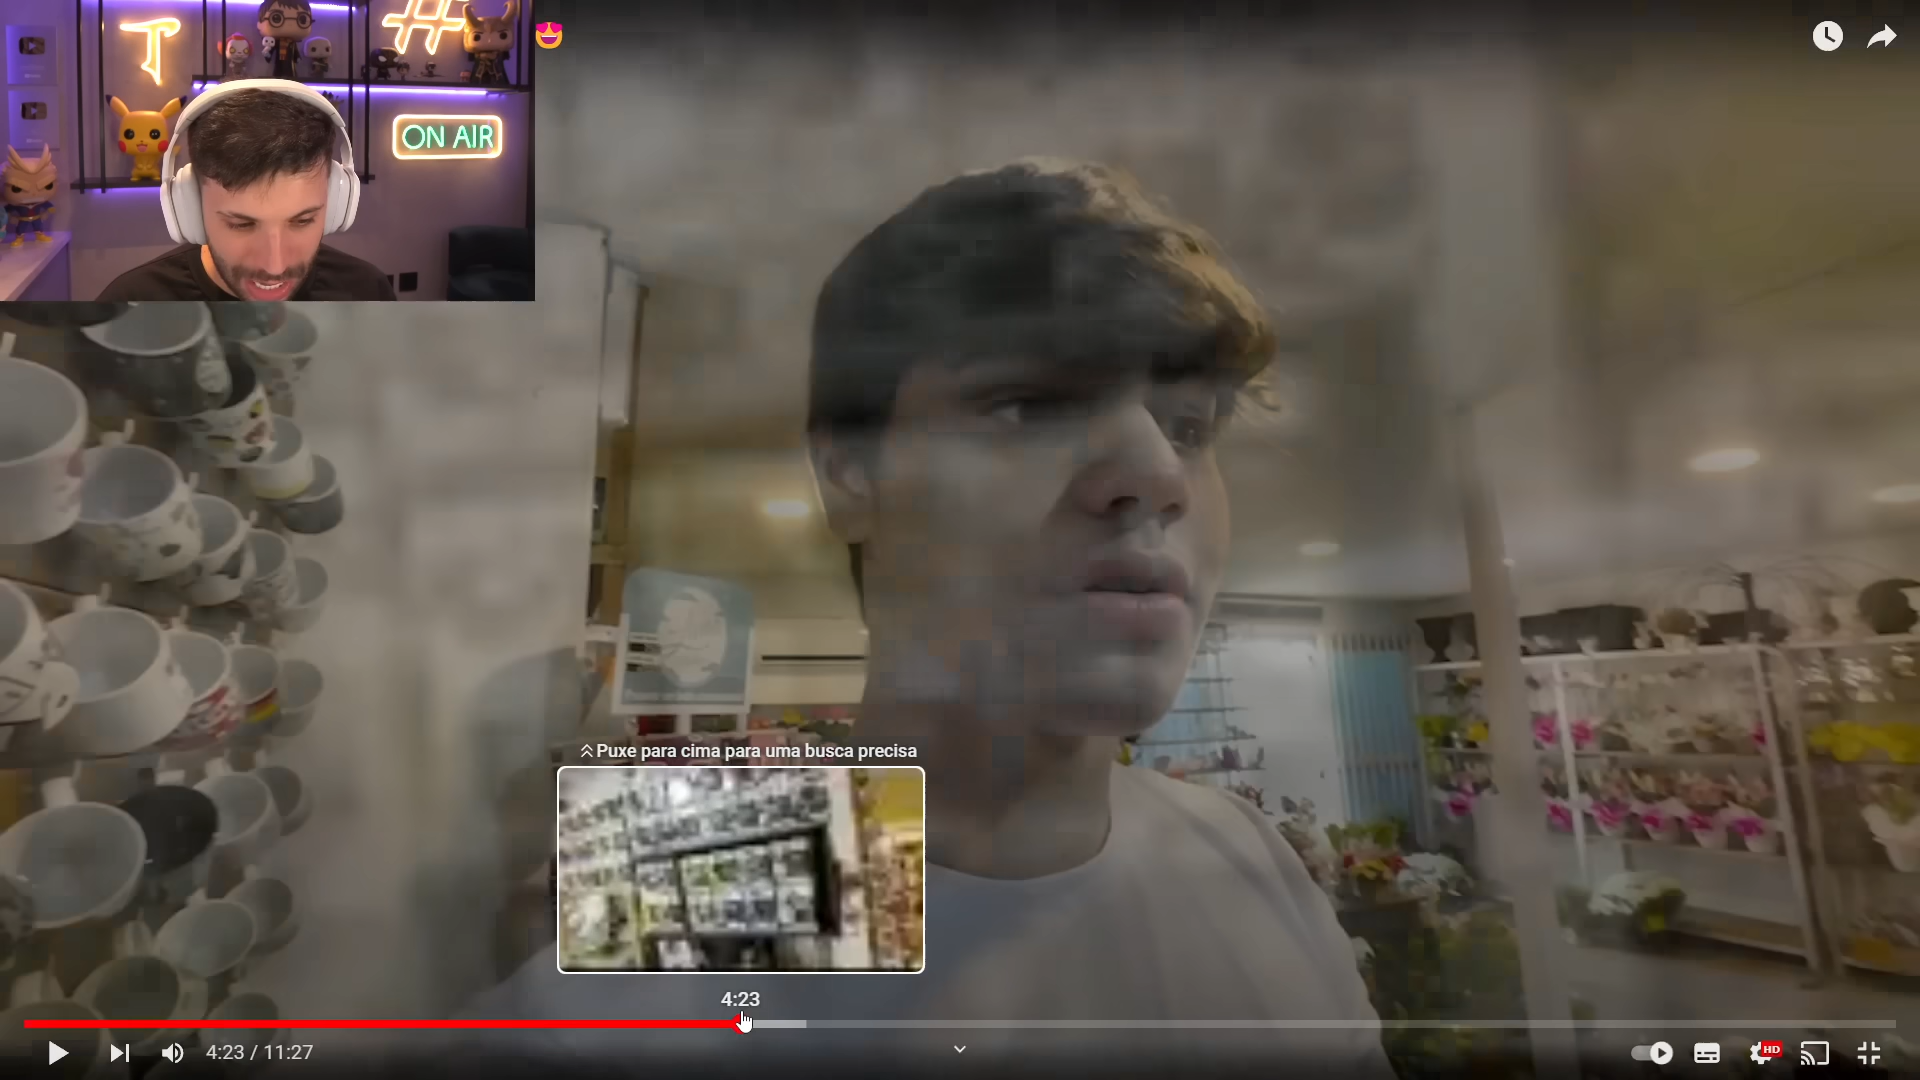 T
#
ON AIR
Puxe para cima para uma busca precisa
4:23
4:23 / 11:27
HD